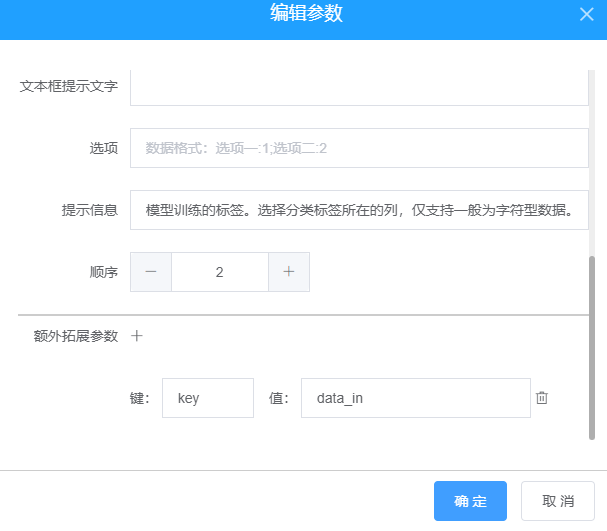 编辑参数
文本框提示文字
选项 数据格式：选项一:1;选项二:2
提示信息 模型训练的标签。选择分类标签所在的列，仅支持一般为字符型数据。
顺序 2
额外拓展参数
键： key 值： data_in
确 定 取 消